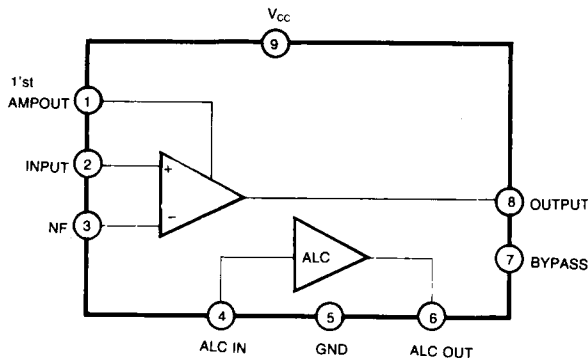 Vcc
9
1'st
AMPOUT
1
INPUT
2
+
NF
3
−
8
OUTPUT
ALC
7
BYPASS
4
5
6
ALC IN
GND
ALC OUT